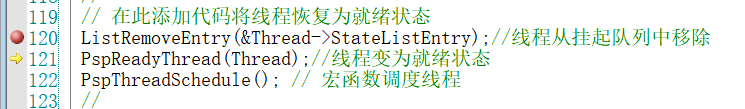 119 // 在此添加代码将线程恢复为就绪状态
120 ListRemoveEntry(&Thread->StateListEntry);//线程从挂起队列中移除
121 PspReadyThread(Thread);//线程变为就绪状态
122 PspThreadSchedule(); // 宏函数调度线程
123 //